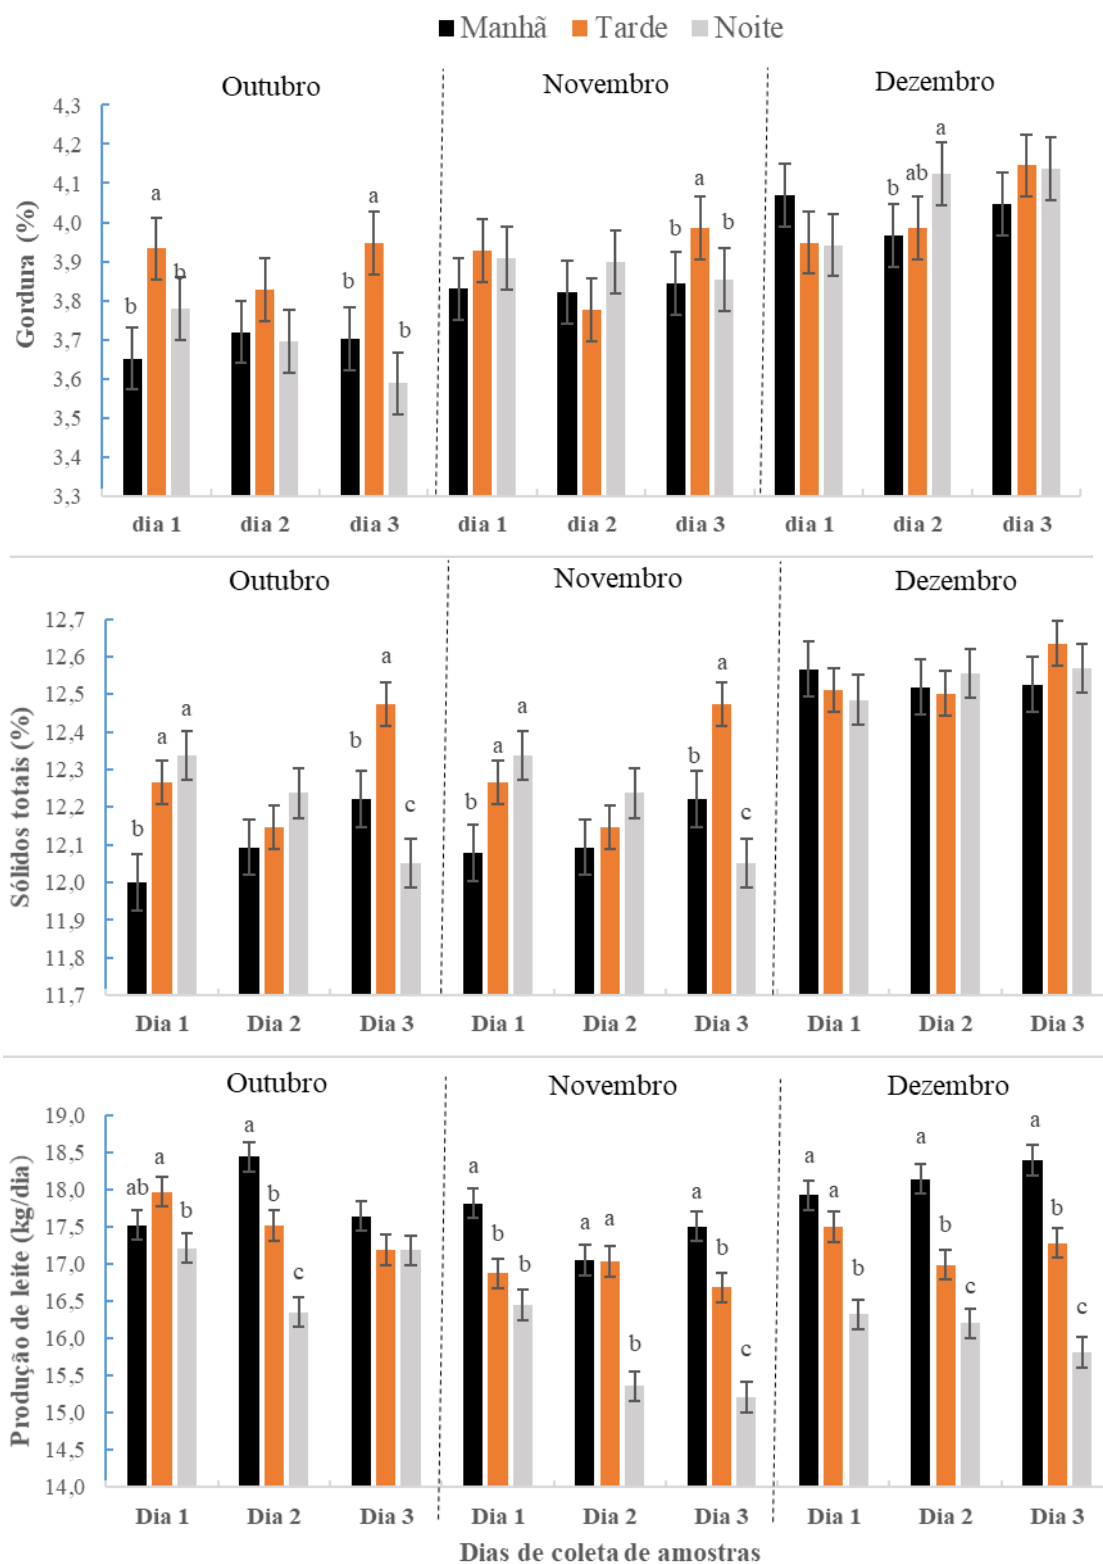 Manhã Tarde Noite
Outubro Novembro Dezembro
Gordura (%)
4,3
4,2
4,1
4,0
3,9
3,8
3,7
3,6
3,5
3,4
3,3
b a b
b a b
b a b
b ab a
dia 1 dia 2 dia 3 dia 1 dia 2 dia 3 dia 1 dia 2 dia 3
Outubro Novembro Dezembro
Sólidos totais (%)
12,7
12,6
12,5
12,4
12,3
12,2
12,1
12,0
11,9
11,8
11,7
b a a
b a c
b a a
b a c
Dia 1 Dia 2 Dia 3 Dia 1 Dia 2 Dia 3 Dia 1 Dia 2 Dia 3
Outubro Novembro Dezembro
Produção de leite (kg/dia)
19,0
18,5
18,0
17,5
17,0
16,5
16,0
15,5
15,0
14,5
14,0
ab a b
a b c
a b b
a a b
a b c
a a b
a b c
a b c
Dia 1 Dia 2 Dia 3 Dia 1 Dia 2 Dia 3 Dia 1 Dia 2 Dia 3
Dias de coleta de amostras